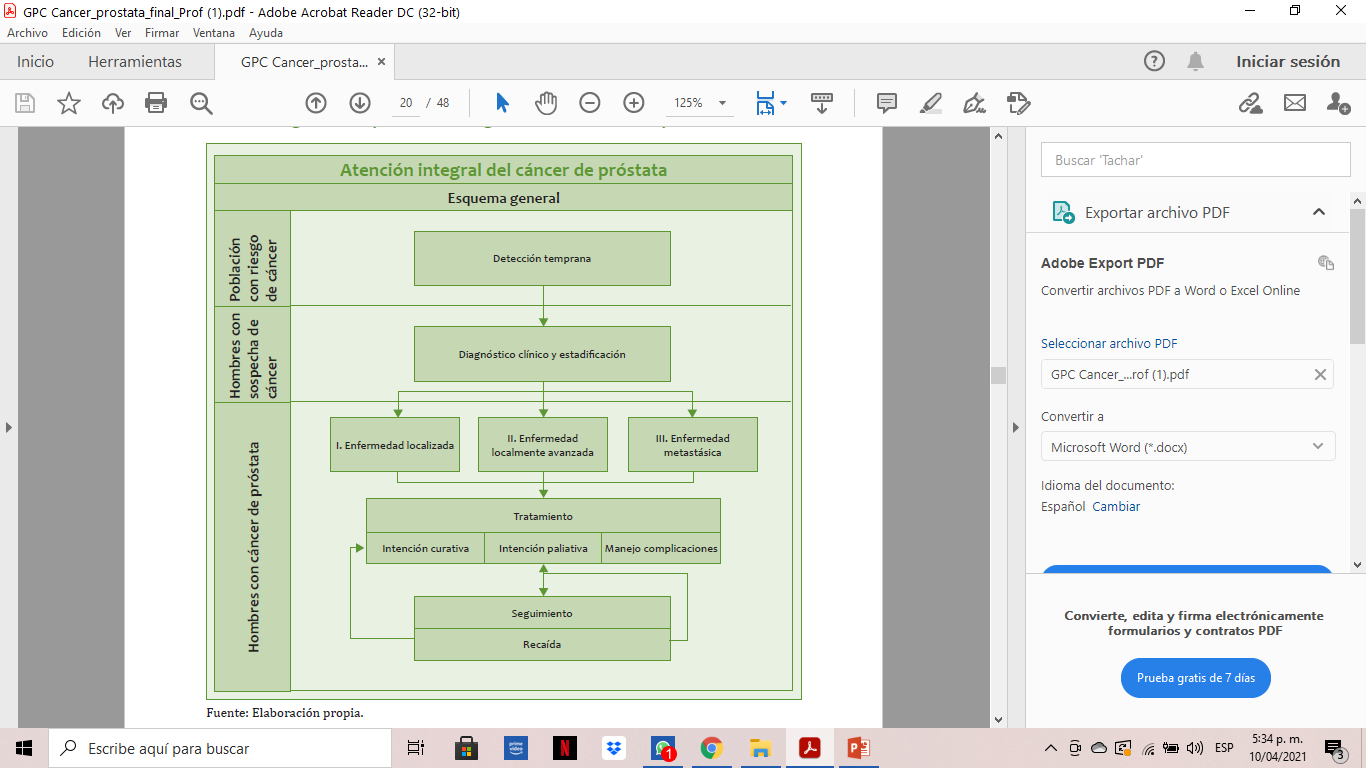 GPC Cancer_prostata_final_Prof (1).pdf - Adobe Acrobat Reader DC (32-bit)
Archivo Edición Ver Firmar Ventana Ayuda
Inicio Herramientas GPC Cancer_prosta... × Iniciar sesión
20 / 48 125%
Atención integral del cáncer de próstata
Esquema general
Población
con riesgo
de cáncer
Detección temprana
Hombres con
sospecha de
cáncer
Diagnóstico clínico y estadificación
Hombres con cáncer de próstata
I. Enfermedad localizada
II. Enfermedad
localmente avanzada
III. Enfermedad
metastásica
Tratamiento
Intención curativa
Intención paliativa
Manejo complicaciones
Seguimiento
Recaída
Fuente: Elaboración propia.
Buscar 'Tachar'
Exportar archivo PDF
Adobe Export PDF
Convertir archivos PDF a Word o Excel Online
Seleccionar archivo PDF
GPC Cancer_...rof (1).pdf
Convertir a
Microsoft Word (*.docx)
Idioma del documento:
Español Cambiar
Convierte, edita y firma electrónicamente
formularios y contratos PDF
Prueba gratis de 7 días
Escribe aquí para buscar
prime video
N
1
ESP
5:34 p. m.
10/04/2021
3